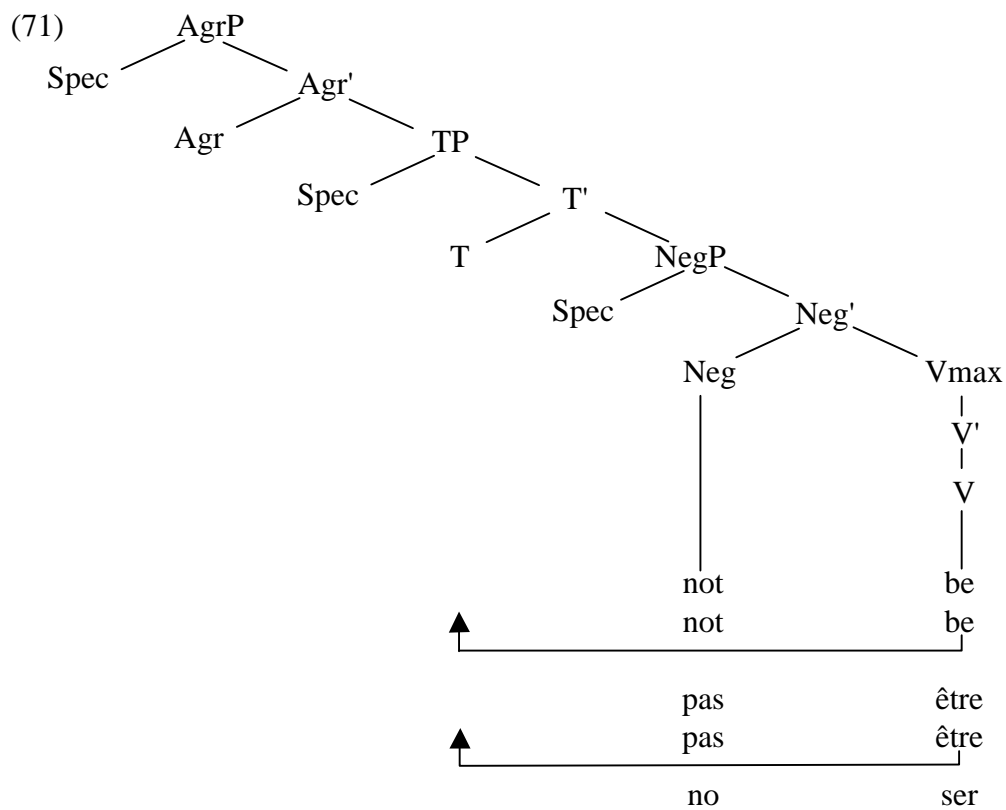 (71) AgrP
Spec Agr'
Agr TP
Spec T'
T NegP
Spec Neg'
Neg Vmax
V'
V
not be
not be
pas être
pas être
no ser